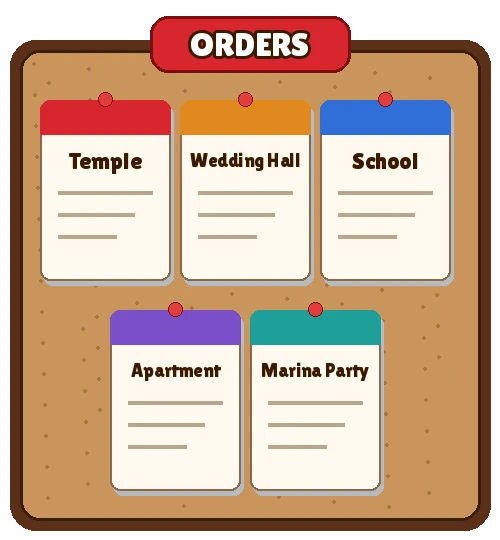 ORDERS
Temple
Wedding Hall
School
Apartment
Marina Party